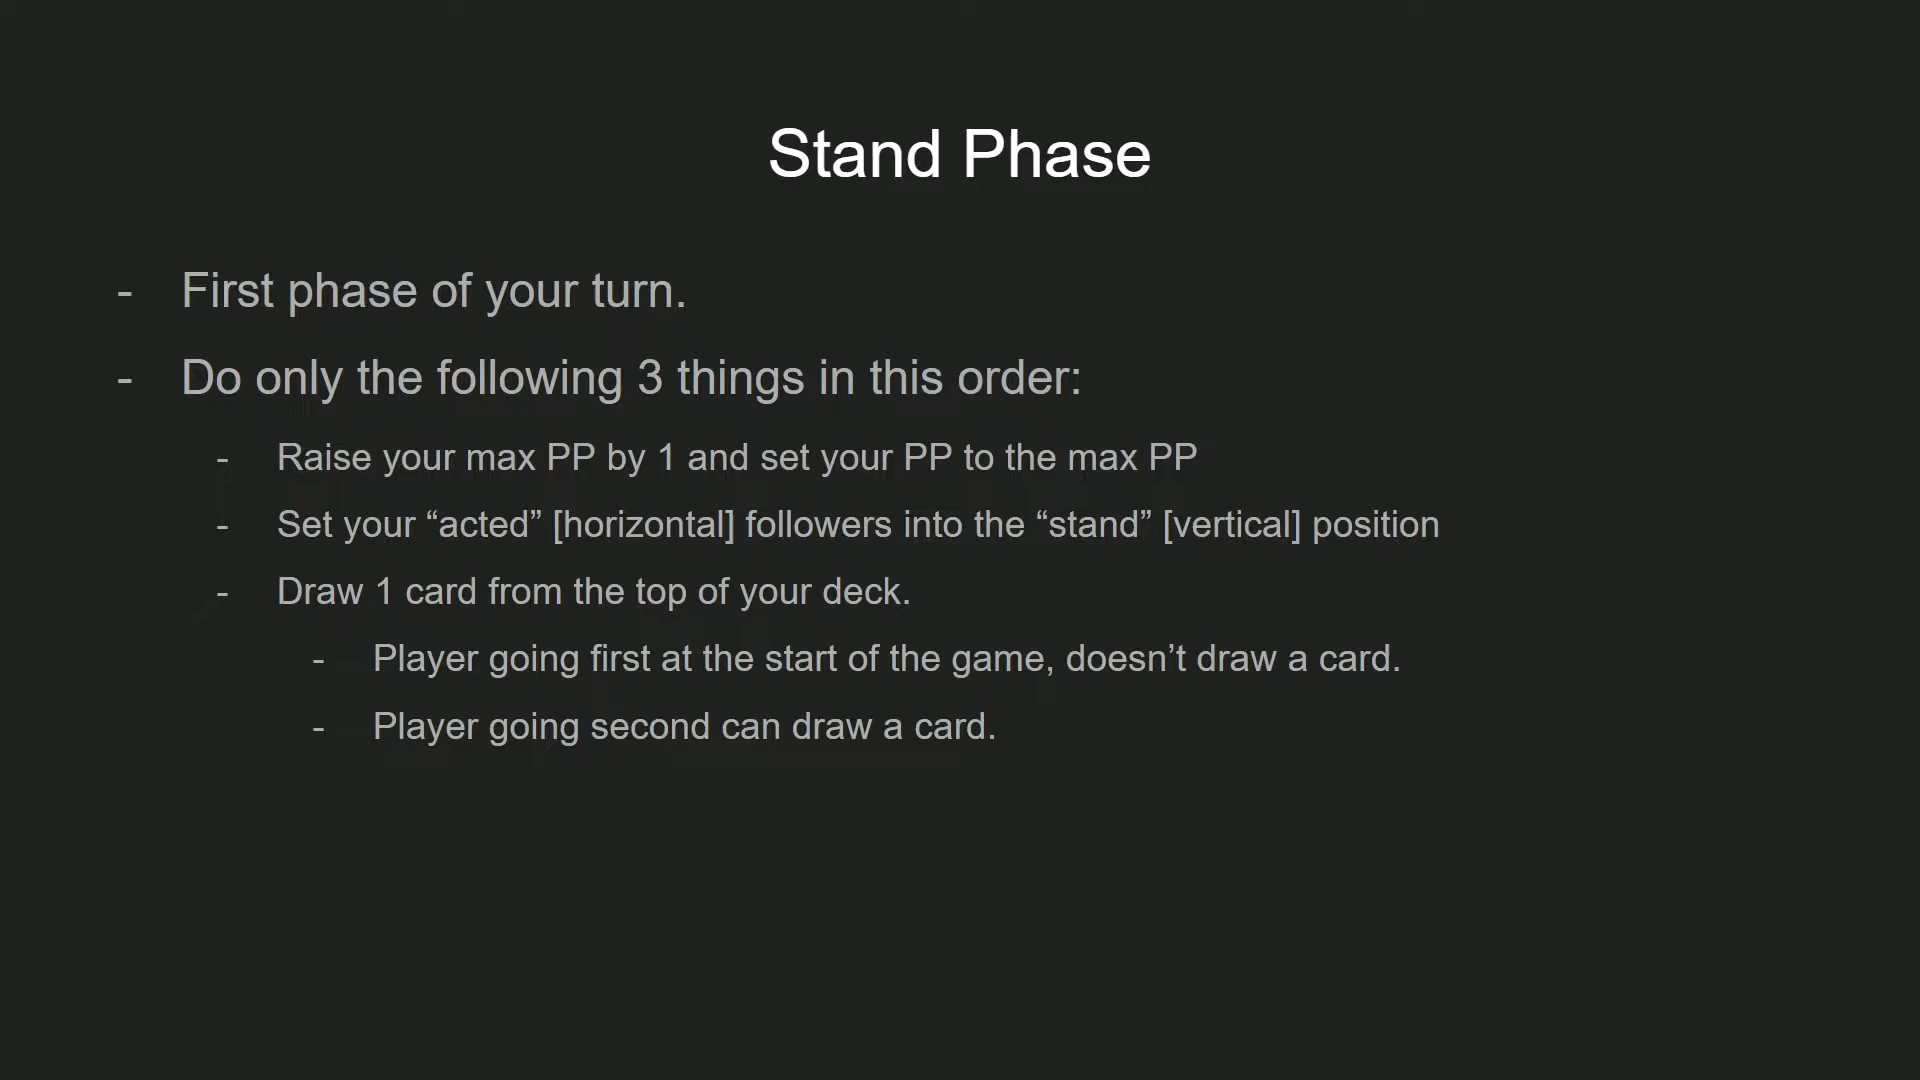 Stand Phase
- First phase of your turn.
- Do only the following 3 things in this order:
- Raise your max PP by 1 and set your PP to the max PP
- Set your “acted” [horizontal] followers into the “stand” [vertical] position
- Draw 1 card from the top of your deck.
- Player going first at the start of the game, doesn’t draw a card.
- Player going second can draw a card.